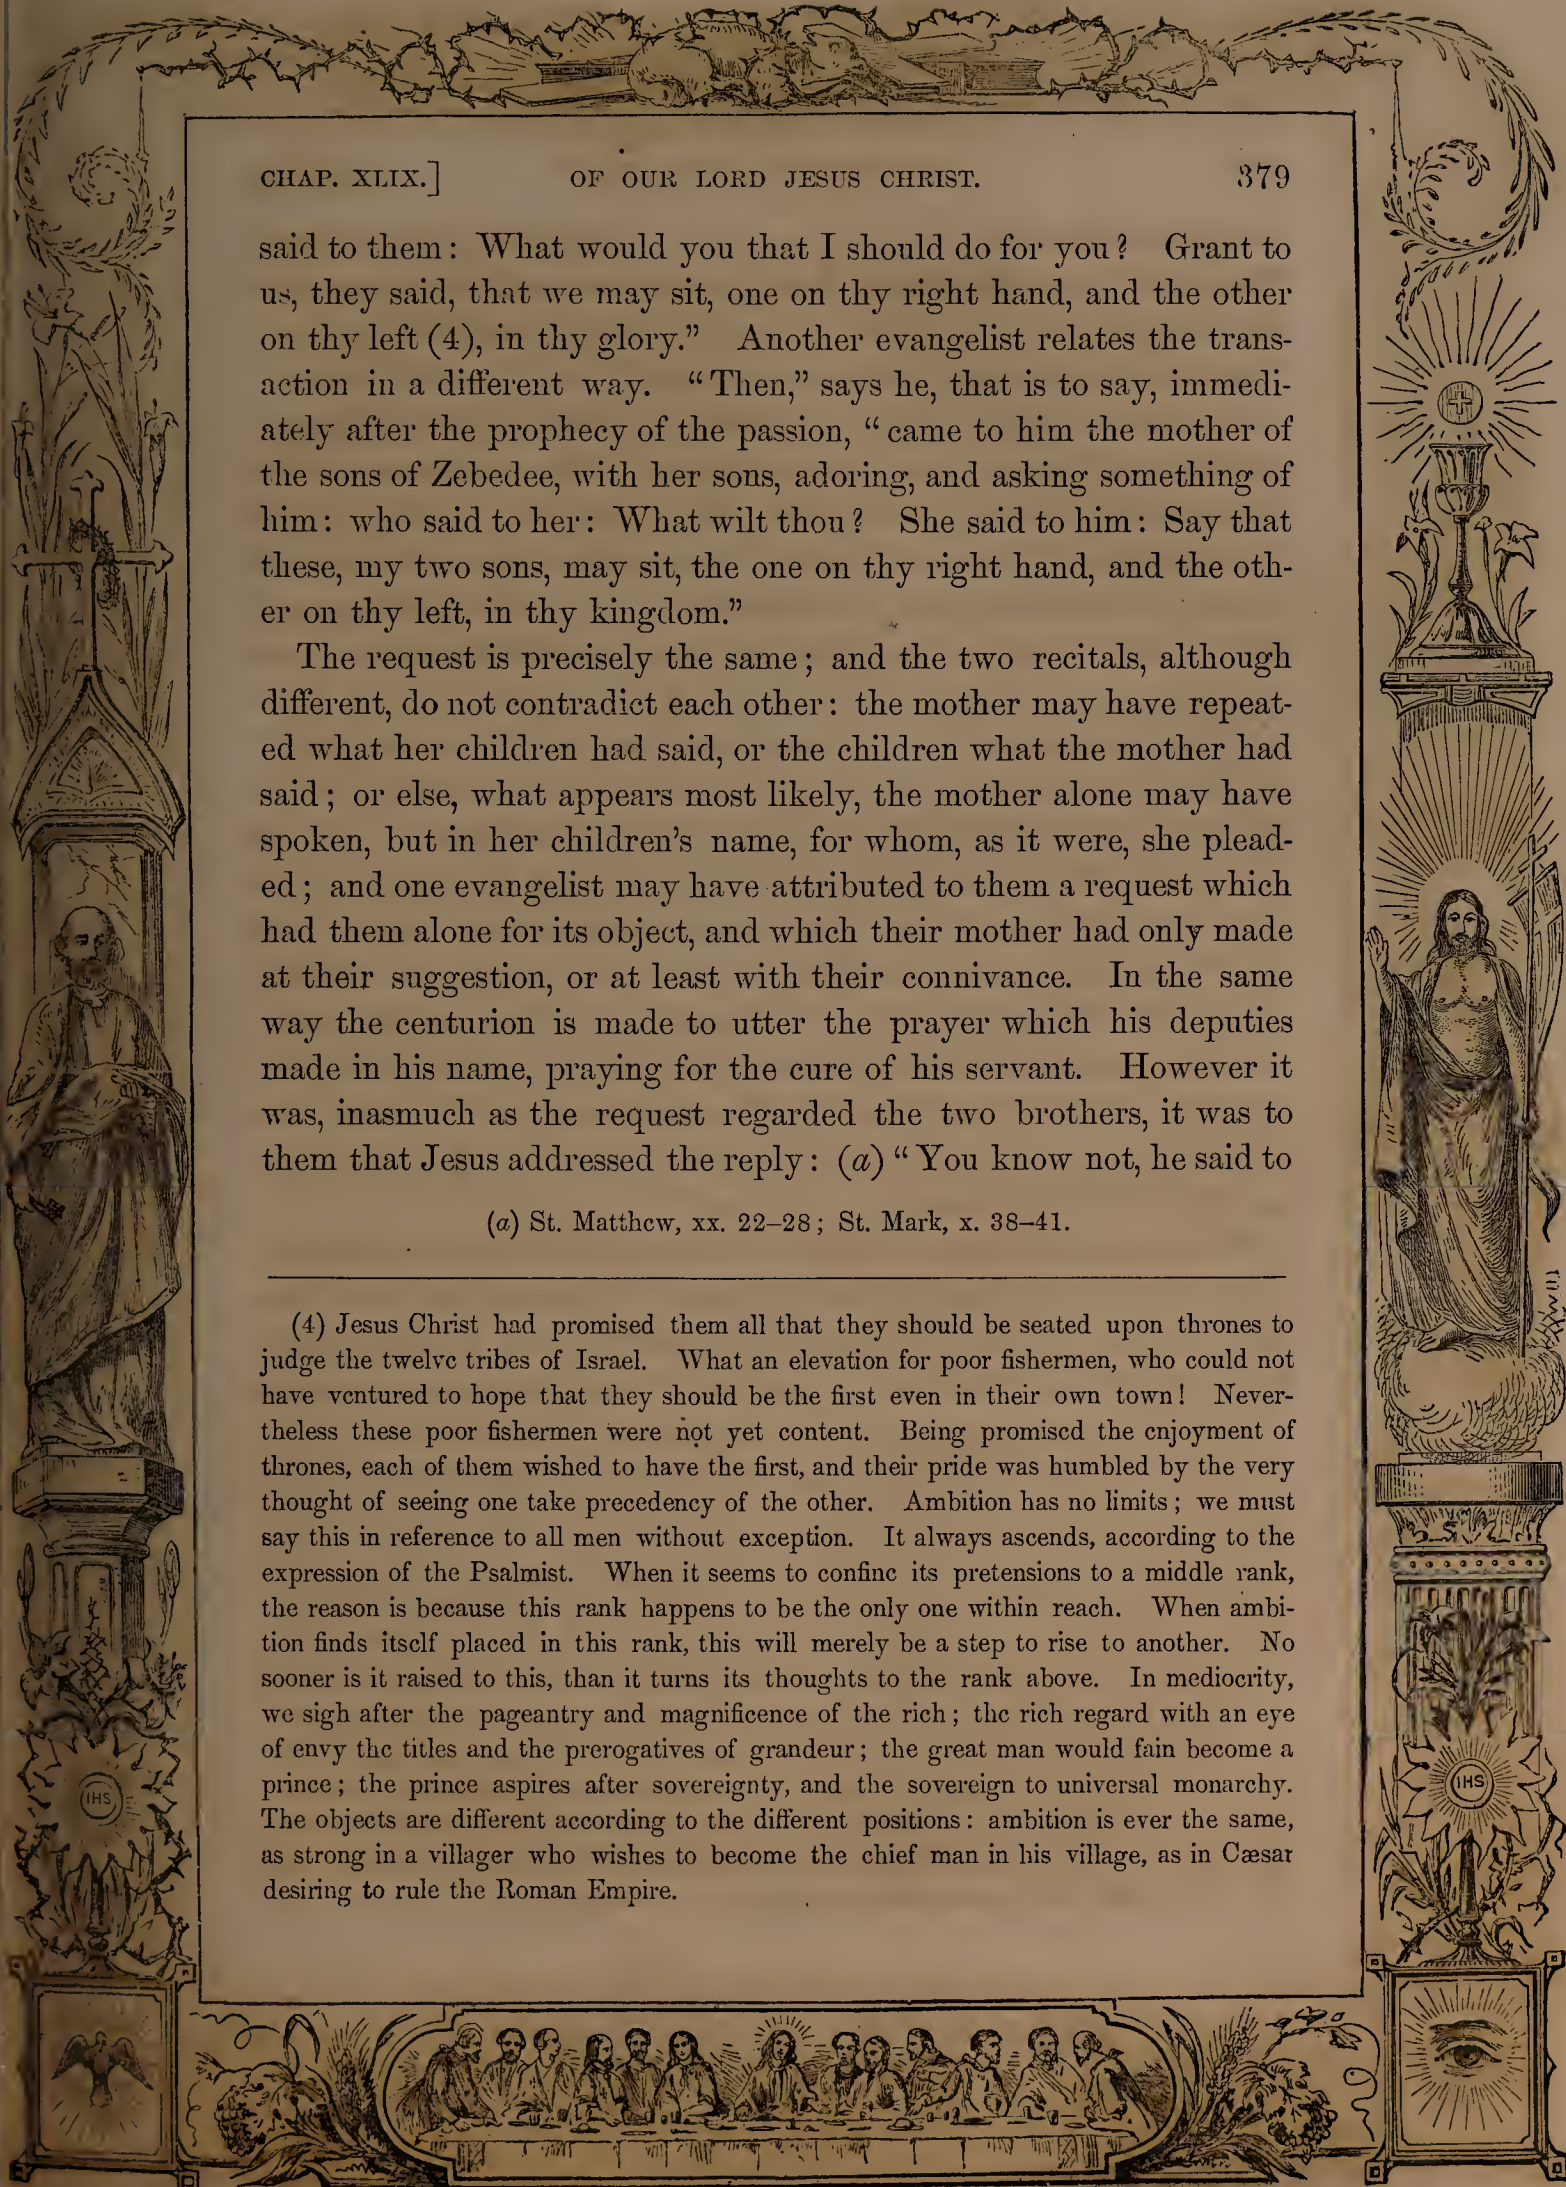 CHAP. XLIX.] OF OUR LORD JESUS CHRIST. 379
said to them: What would you that I should do for you? Grant to
us, they said, that we may sit, one on thy right hand, and the other
on thy left (4), in thy glory.” Another evangelist relates the trans-
action in a different way. “Then,” says he, that is to say, immedi-
ately after the prophecy of the passion, “came to him the mother of
the sons of Zebedee, with her sons, adoring, and asking something of
him: who said to her: What wilt thou? She said to him: Say that
these, my two sons, may sit, the one on thy right hand, and the oth-
er on thy left, in thy kingdom.”
The request is precisely the same; and the two recitals, although
different, do not contradict each other: the mother may have repeat-
ed what her children had said, or the children what the mother had
said; or else, what appears most likely, the mother alone may have
spoken, but in her children’s name, for whom, as it were, she plead-
ed; and one evangelist may have attributed to them a request which
had them alone for its object, and which their mother had only made
at their suggestion, or at least with their connivance. In the same
way the centurion is made to utter the prayer which his deputies
made in his name, praying for the cure of his servant. However it
was, inasmuch as the request regarded the two brothers, it was to
them that Jesus addressed the reply: (a) “You know not, he said to
(a) St. Matthew, xx. 22–28; St. Mark, x. 38–41.
(4) Jesus Christ had promised them all that they should be seated upon thrones to
judge the twelve tribes of Israel. What an elevation for poor fishermen, who could not
have ventured to hope that they should be the first even in their own town! Never-
theless these poor fishermen were not yet content. Being promised the enjoyment of
thrones, each of them wished to have the first, and their pride was humbled by the very
thought of seeing one take precedency of the other. Ambition has no limits; we must
say this in reference to all men without exception. It always ascends, according to the
expression of the Psalmist. When it seems to confine its pretensions to a middle rank,
the reason is because this rank happens to be the only one within reach. When ambi-
tion finds itself placed in this rank, this will merely be a step to rise to another. No
sooner is it raised to this, than it turns its thoughts to the rank above. In mediocrity,
we sigh after the pageantry and magnificence of the rich; the rich regard with an eye
of envy the titles and the prerogatives of grandeur; the great man would fain become a
prince; the prince aspires after sovereignty, and the sovereign to universal monarchy.
The objects are different according to the different positions: ambition is ever the same,
as strong in a villager who wishes to become the chief man in his village, as in Cæsar
desiring to rule the Roman Empire.
IHS
IHS